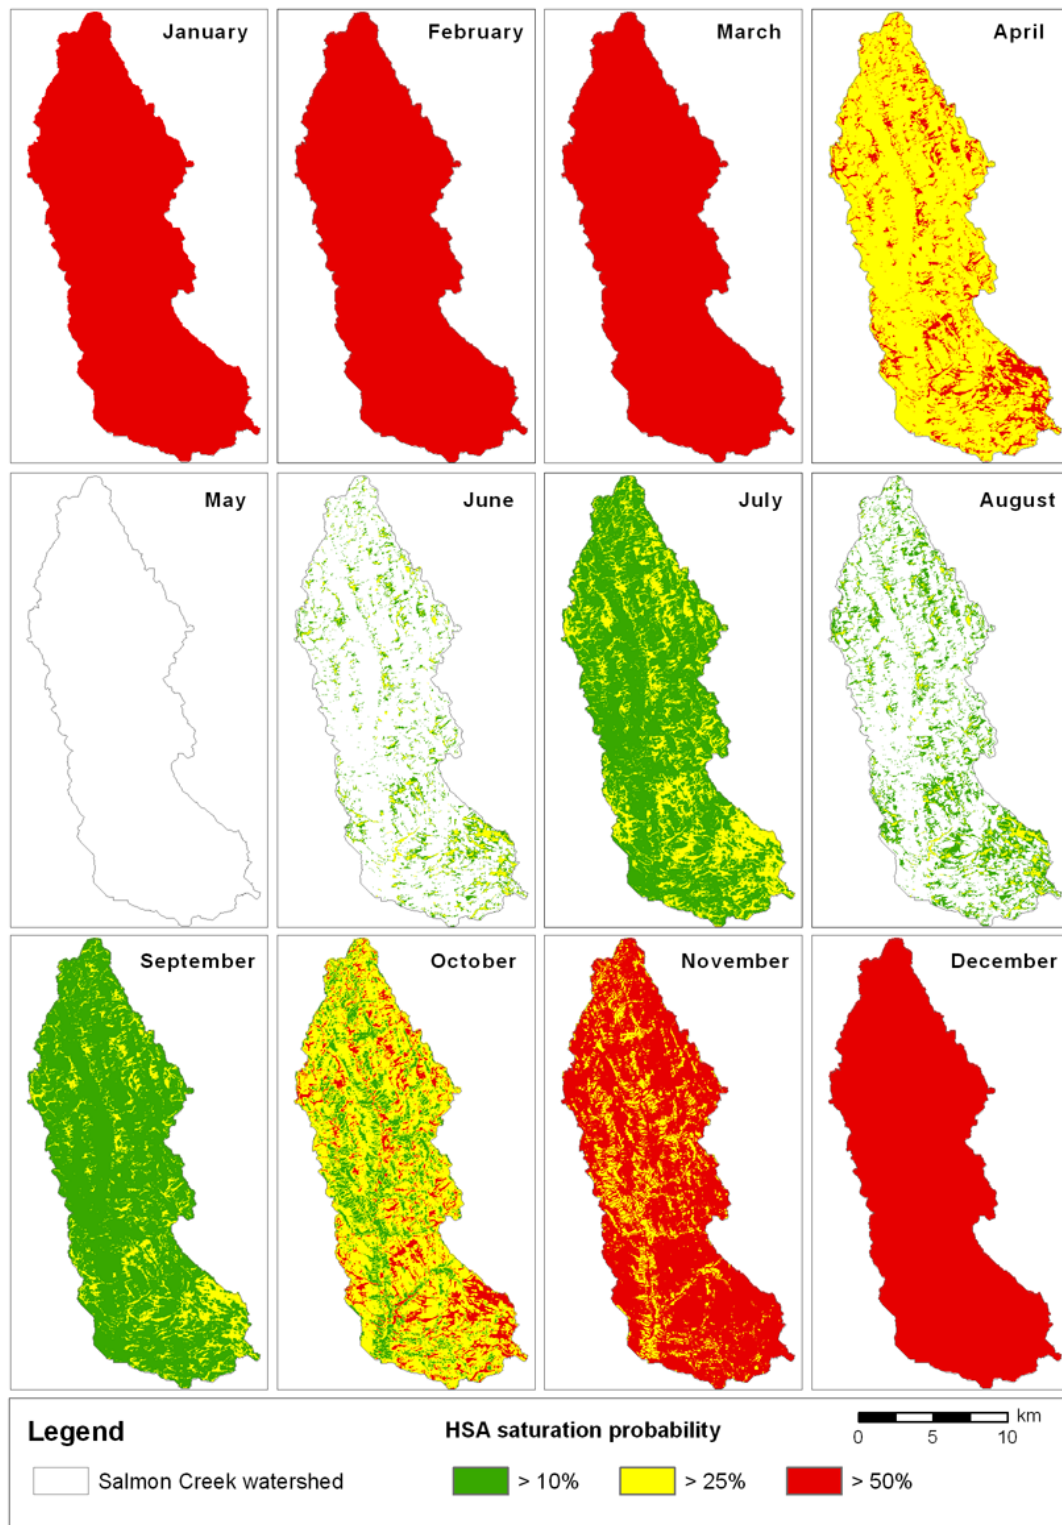 January
February
March
April
May
June
July
August
September
October
November
December
Legend
HSA saturation probability
km
0 5 10
Salmon Creek watershed
> 10%
> 25%
> 50%